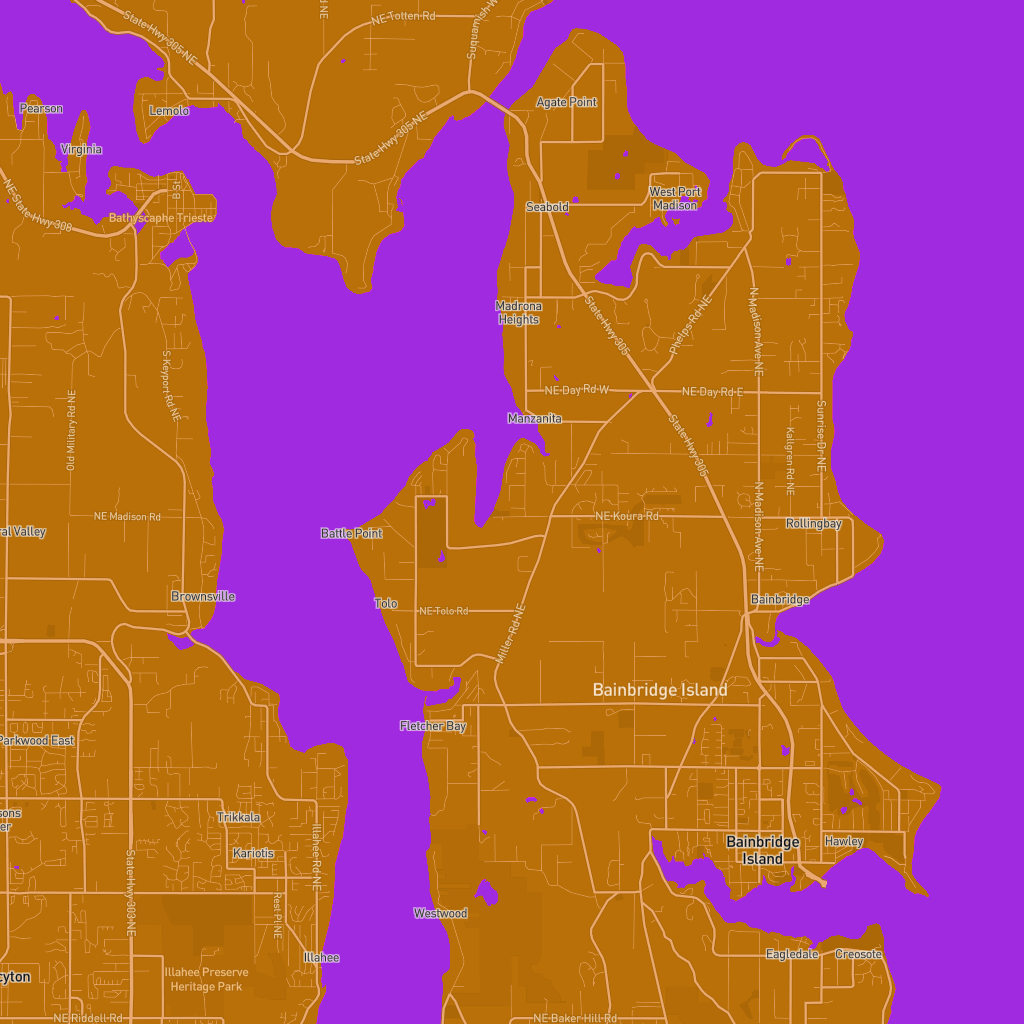 State Hwy 305 NE
NE
NE Totten Rd
Suquamish W
Pearson
Lemolo
Agate Point
Virginia
State Hwy 305 NE
NE State Hwy 308
B St
Bathyscaphe Trieste
West Port
Madison
Seabold
Madrona
Heights
State Hwy 305
Phelps Rd NE
N Madison Ave NE
S Keyport Rd NE
Old Military Rd NE
NE Day Rd W
NE Day Rd E
Manzanita
State Hwy 305
Sunrise Dr NE
Kallgren Rd NE
N Madison Ave NE
NE Madison Rd
NE Koura Rd
Rollingbay
ral Valley
Battle Point
Brownsville
Tolo
NE Tolo Rd
Miller Rd NE
Bainbridge
Bainbridge Island
Fletcher Bay
Parkwood East
sons
er
Trikkala
Kariotis
Illahee Rd NE
State Hwy 303 NE
Rest Pl NE
Bainbridge
Island
Hawley
Westwood
Illahee
Illahee Preserve
Heritage Park
cyton
Eagledale
Creosote
NE Riddell Rd
NE Baker Hill Rd